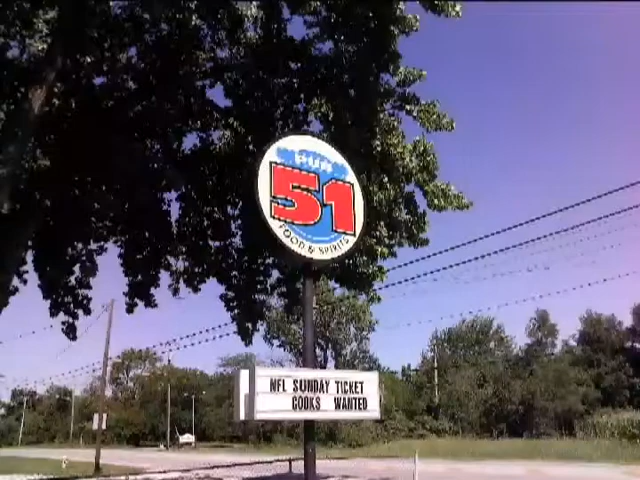 PUB
51
FOOD & SPIRITS
NFL SUNDAY TICKET
COOKS WANTED